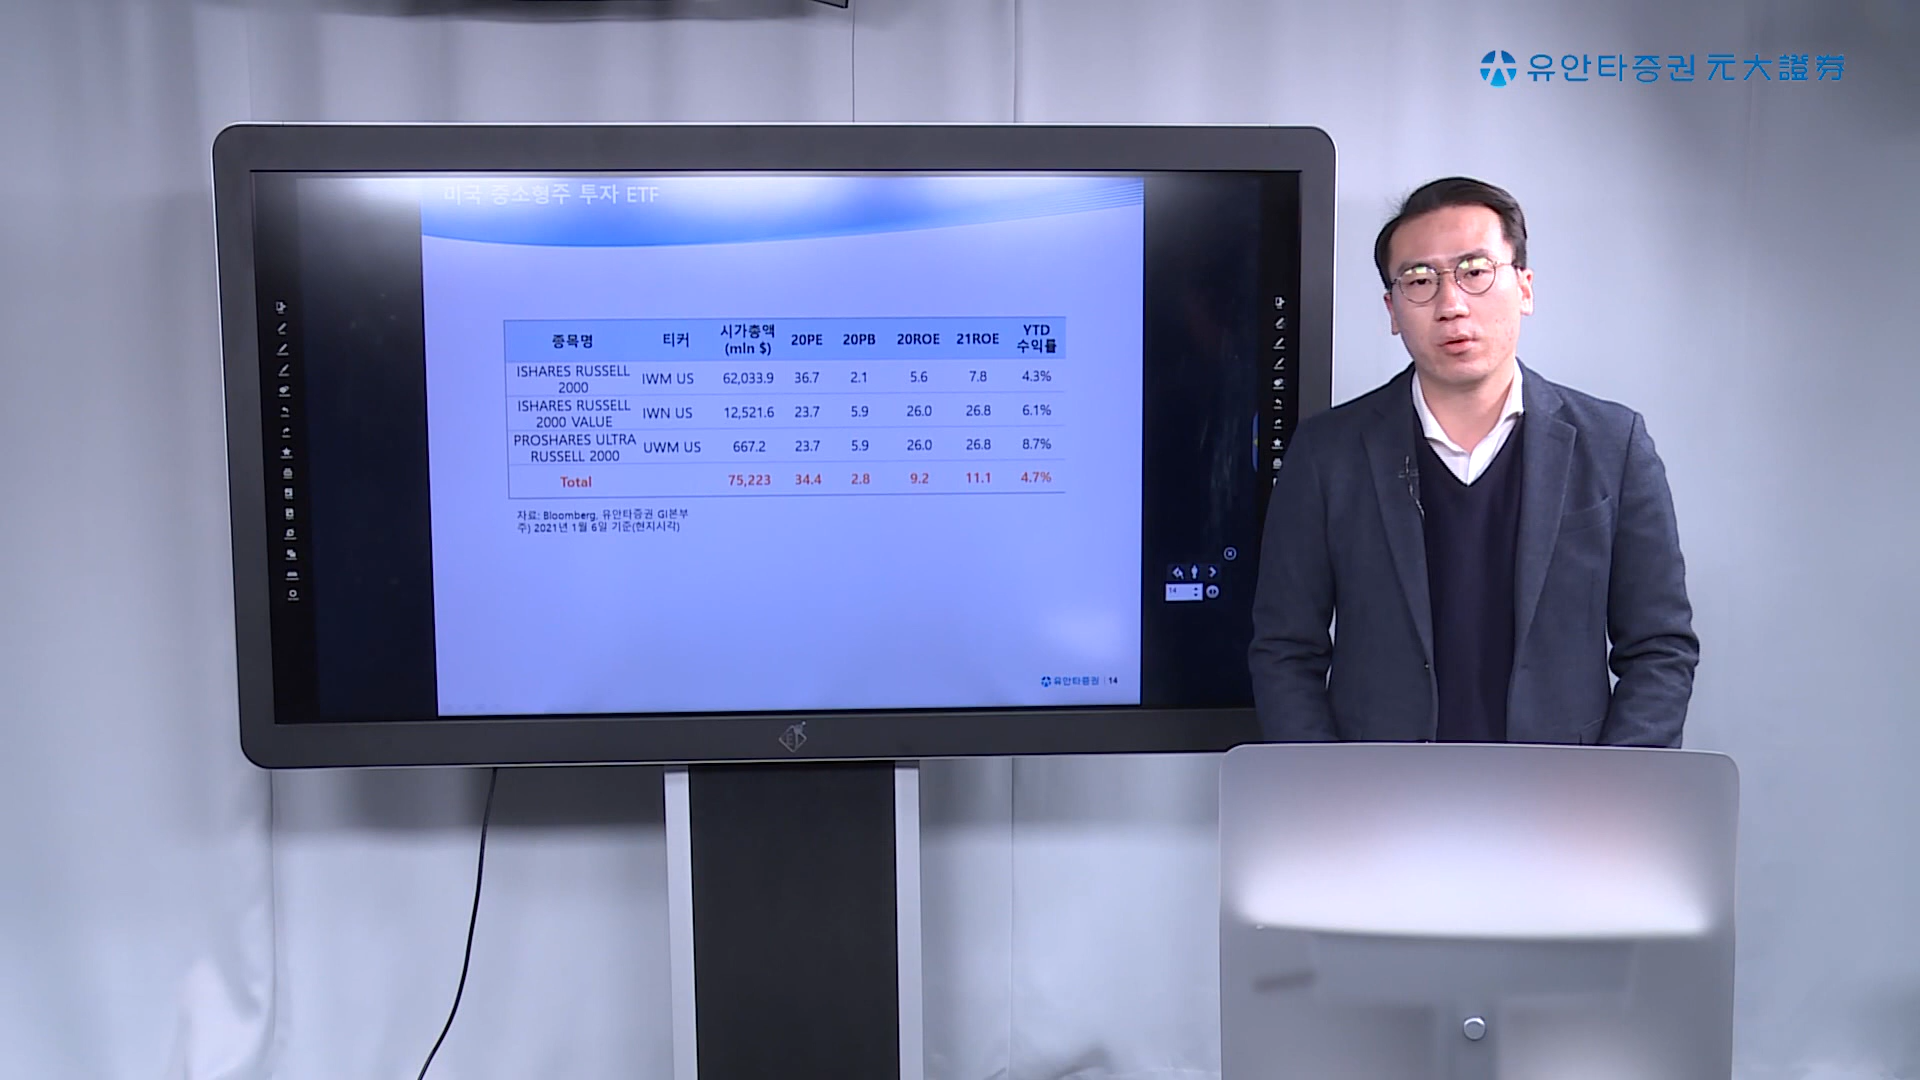 유안타증권 元大證券
미국 중소형주 투자 ETF
종목명 티커 시가총액 (mln $) 20PE 20PB 20ROE 21ROE YTD 수익률
ISHARES RUSSELL 2000 IWM US 62,033.9 36.7 2.1 5.6 7.8 4.3%
ISHARES RUSSELL 2000 VALUE IWN US 12,521.6 23.7 5.9 26.0 26.8 6.1%
PROSHARES ULTRA RUSSELL 2000 UWM US 667.2 23.7 5.9 26.0 26.8 8.7%
Total 75,223 34.4 2.8 9.2 11.1 4.7%
자료: Bloomberg, 유안타증권 GI본부
주) 2021년 1월 6일 기준(현지시각)
14
유안타증권 14